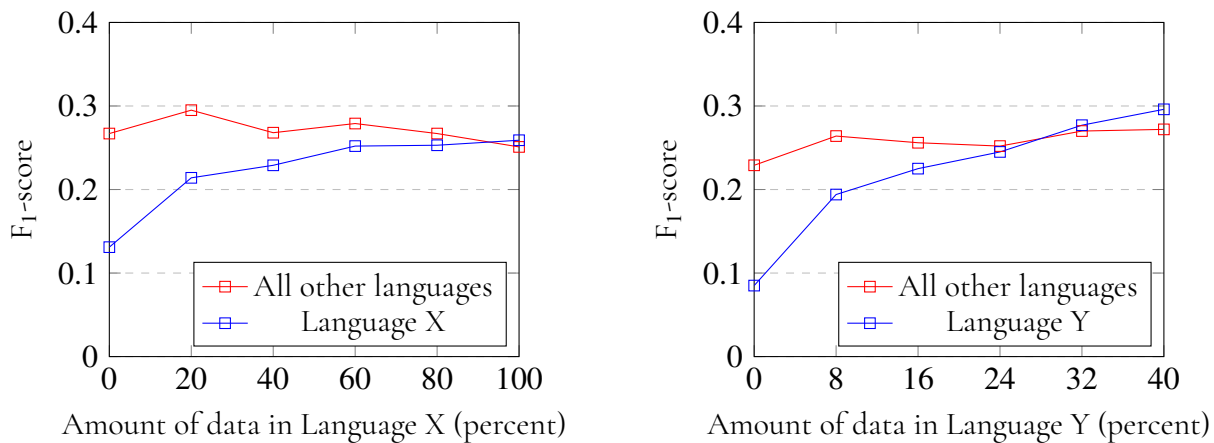 0.4
0.3
0.2
0.1
0
F1-score
All other languages
Language X
0 20 40 60 80 100
Amount of data in Language X (percent)
0.4
0.3
0.2
0.1
0
F1-score
All other languages
Language Y
0 8 16 24 32 40
Amount of data in Language Y (percent)